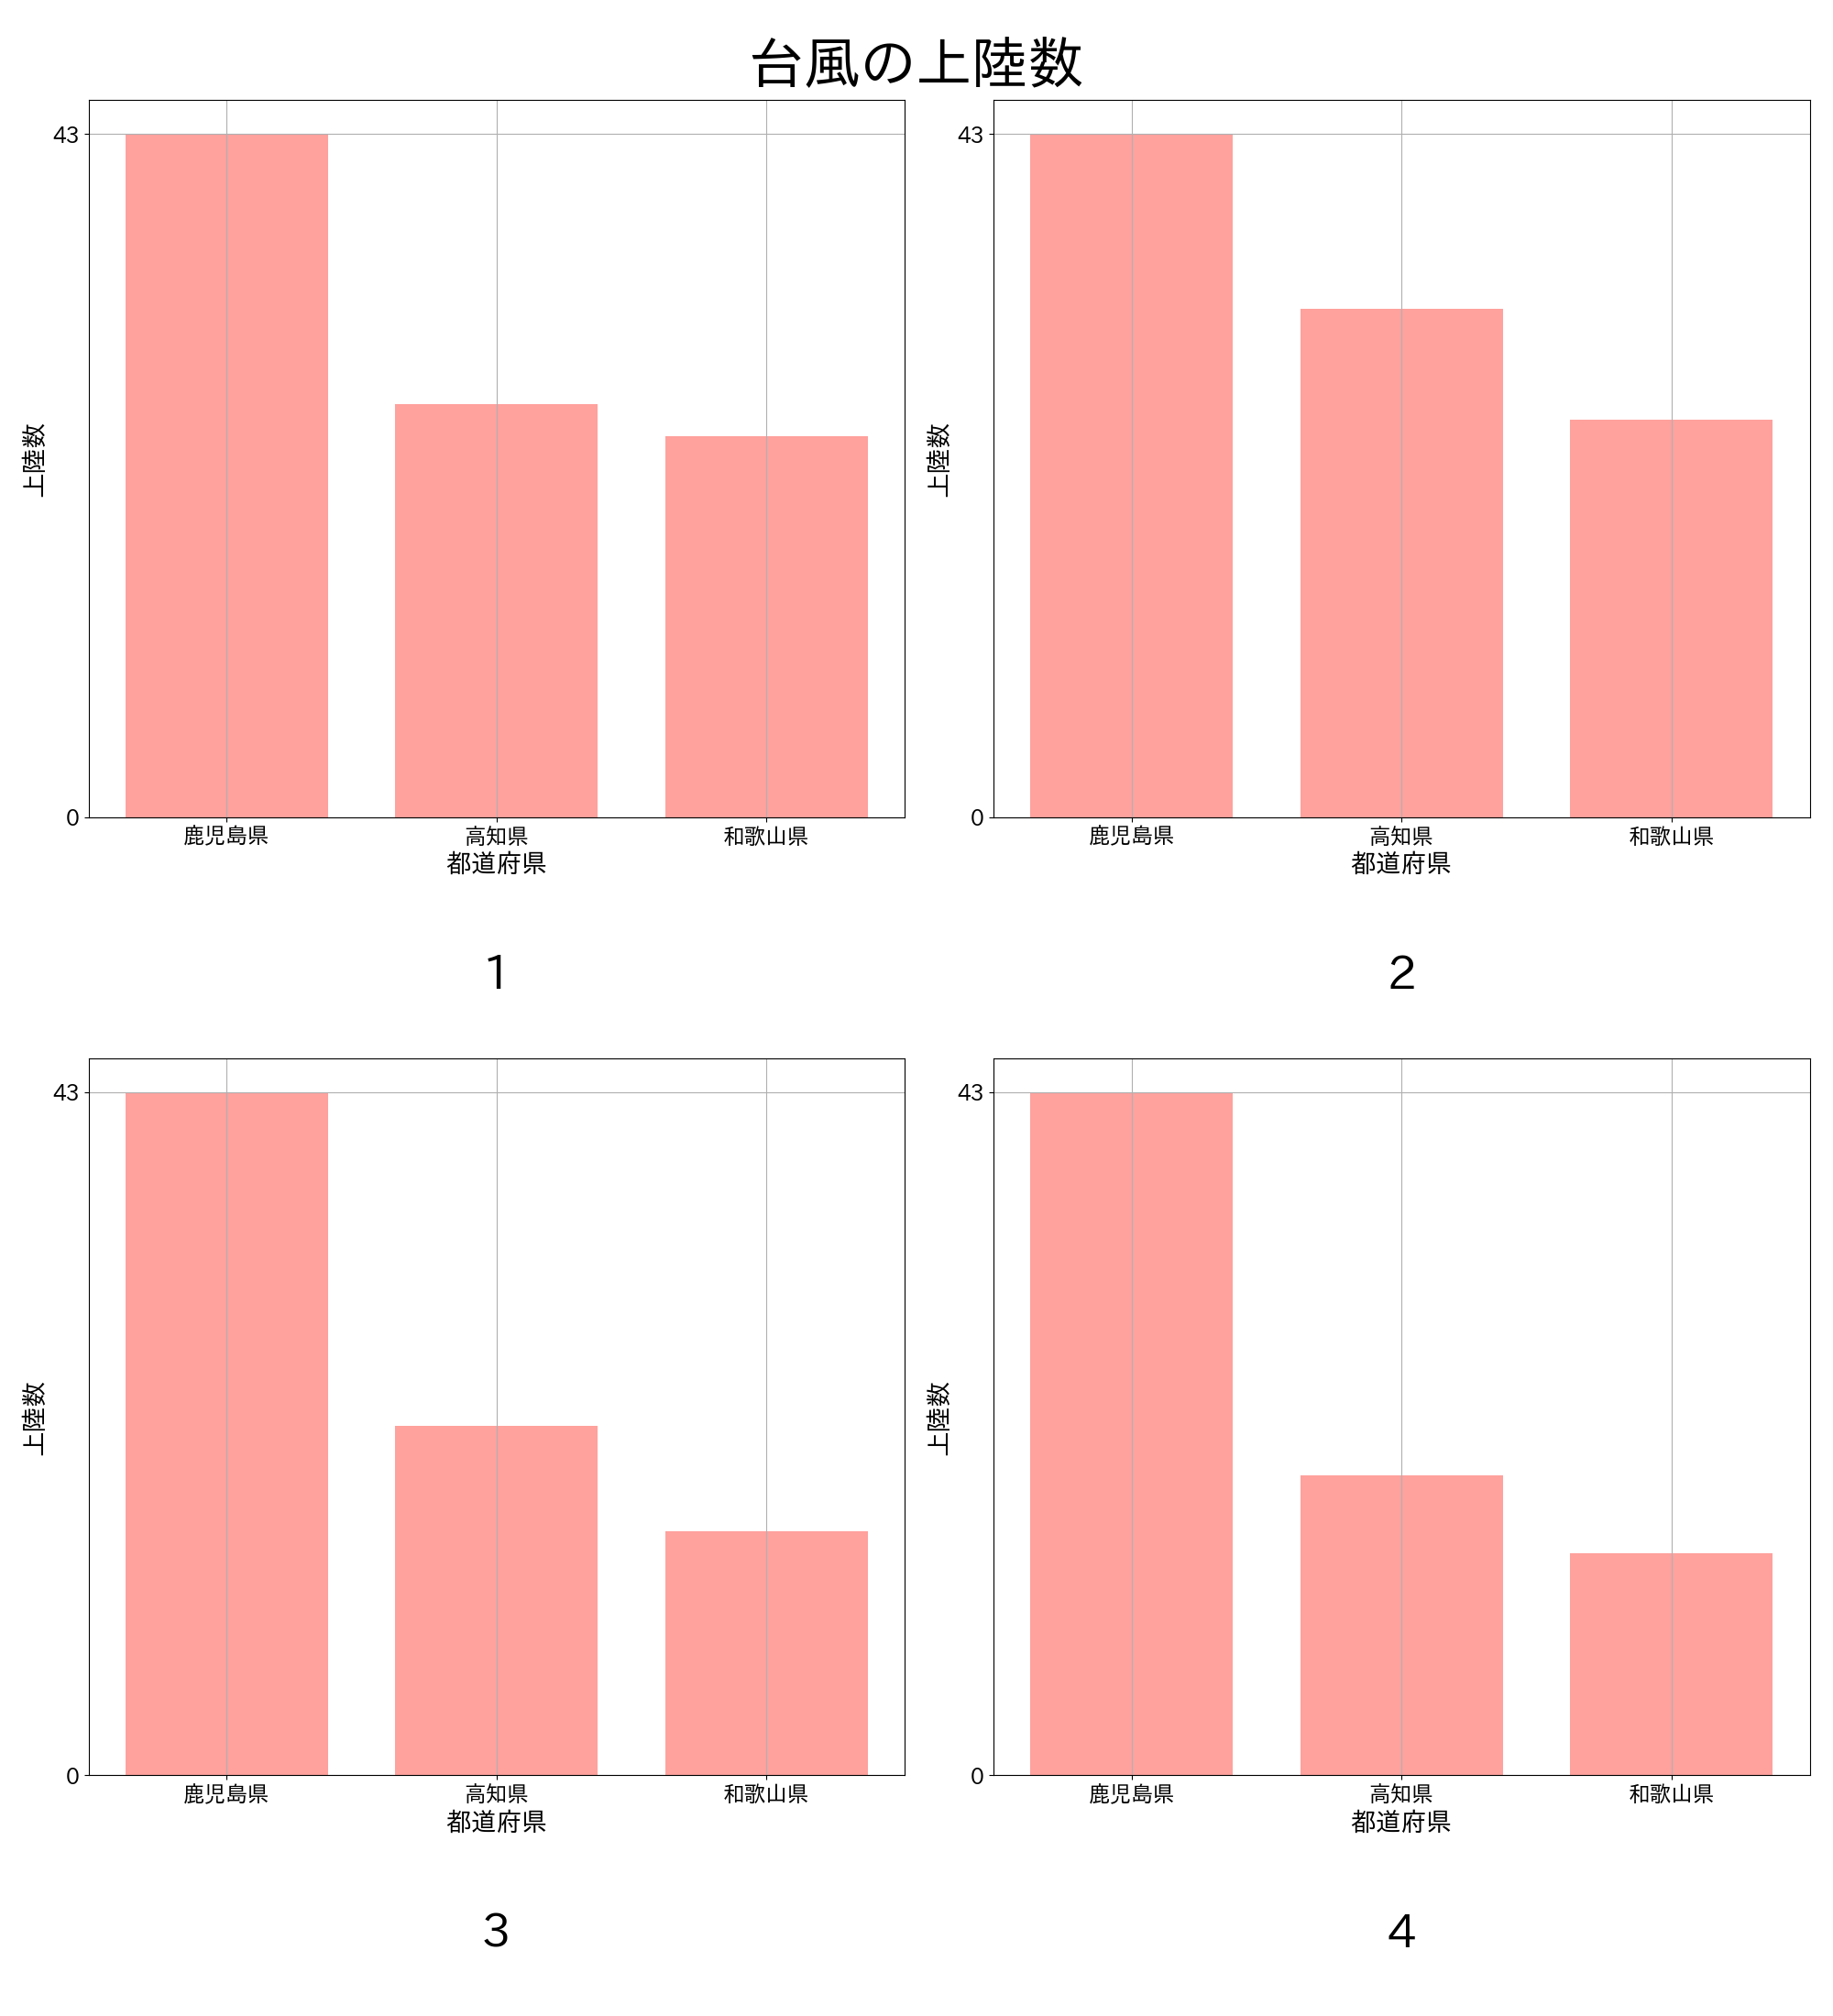 台風の上陸数
43
0
上陸数
鹿児島県
高知県
和歌山県
都道府県
1
43
0
上陸数
鹿児島県
高知県
和歌山県
都道府県
2
43
0
上陸数
鹿児島県
高知県
和歌山県
都道府県
3
43
0
上陸数
鹿児島県
高知県
和歌山県
都道府県
4